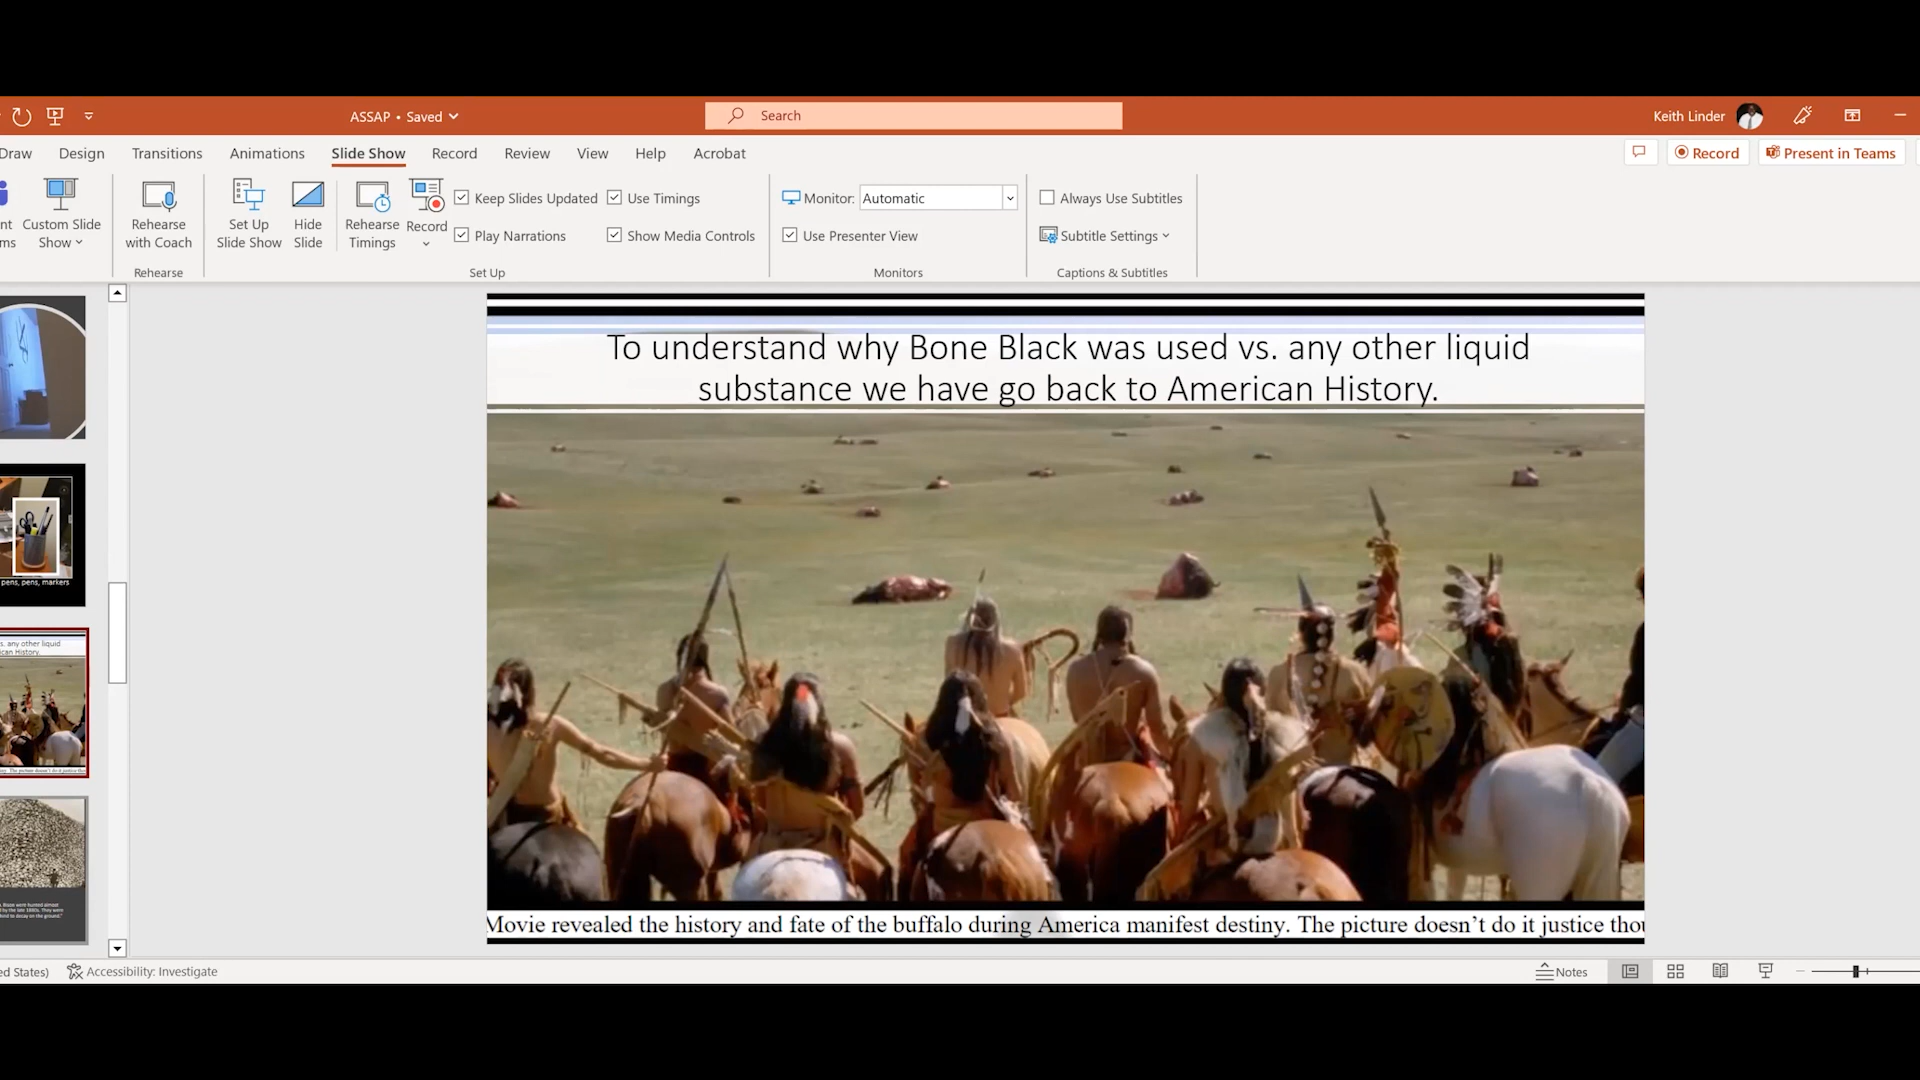 ASSAP • Saved
Search
Keith Linder
Draw
Design
Transitions
Animations
Slide Show
Record
Review
View
Help
Acrobat
Record
Present in Teams
Custom Slide
Show
Rehearse
with Coach
Rehearse
Set Up
Slide Show
Hide
Slide
Rehearse
Timings
Record
Keep Slides Updated
Use Timings
Play Narrations
Show Media Controls
Set Up
Monitor:
Automatic
Use Presenter View
Monitors
Always Use Subtitles
Subtitle Settings
Captions & Subtitles
pens, pens, markers
any other liquid
History.
To understand why Bone Black was used vs. any other liquid
substance we have go back to American History.
Movie revealed the history and fate of the buffalo during America manifest destiny. The picture doesn't do it justice
States)
Accessibility: Investigate
Notes